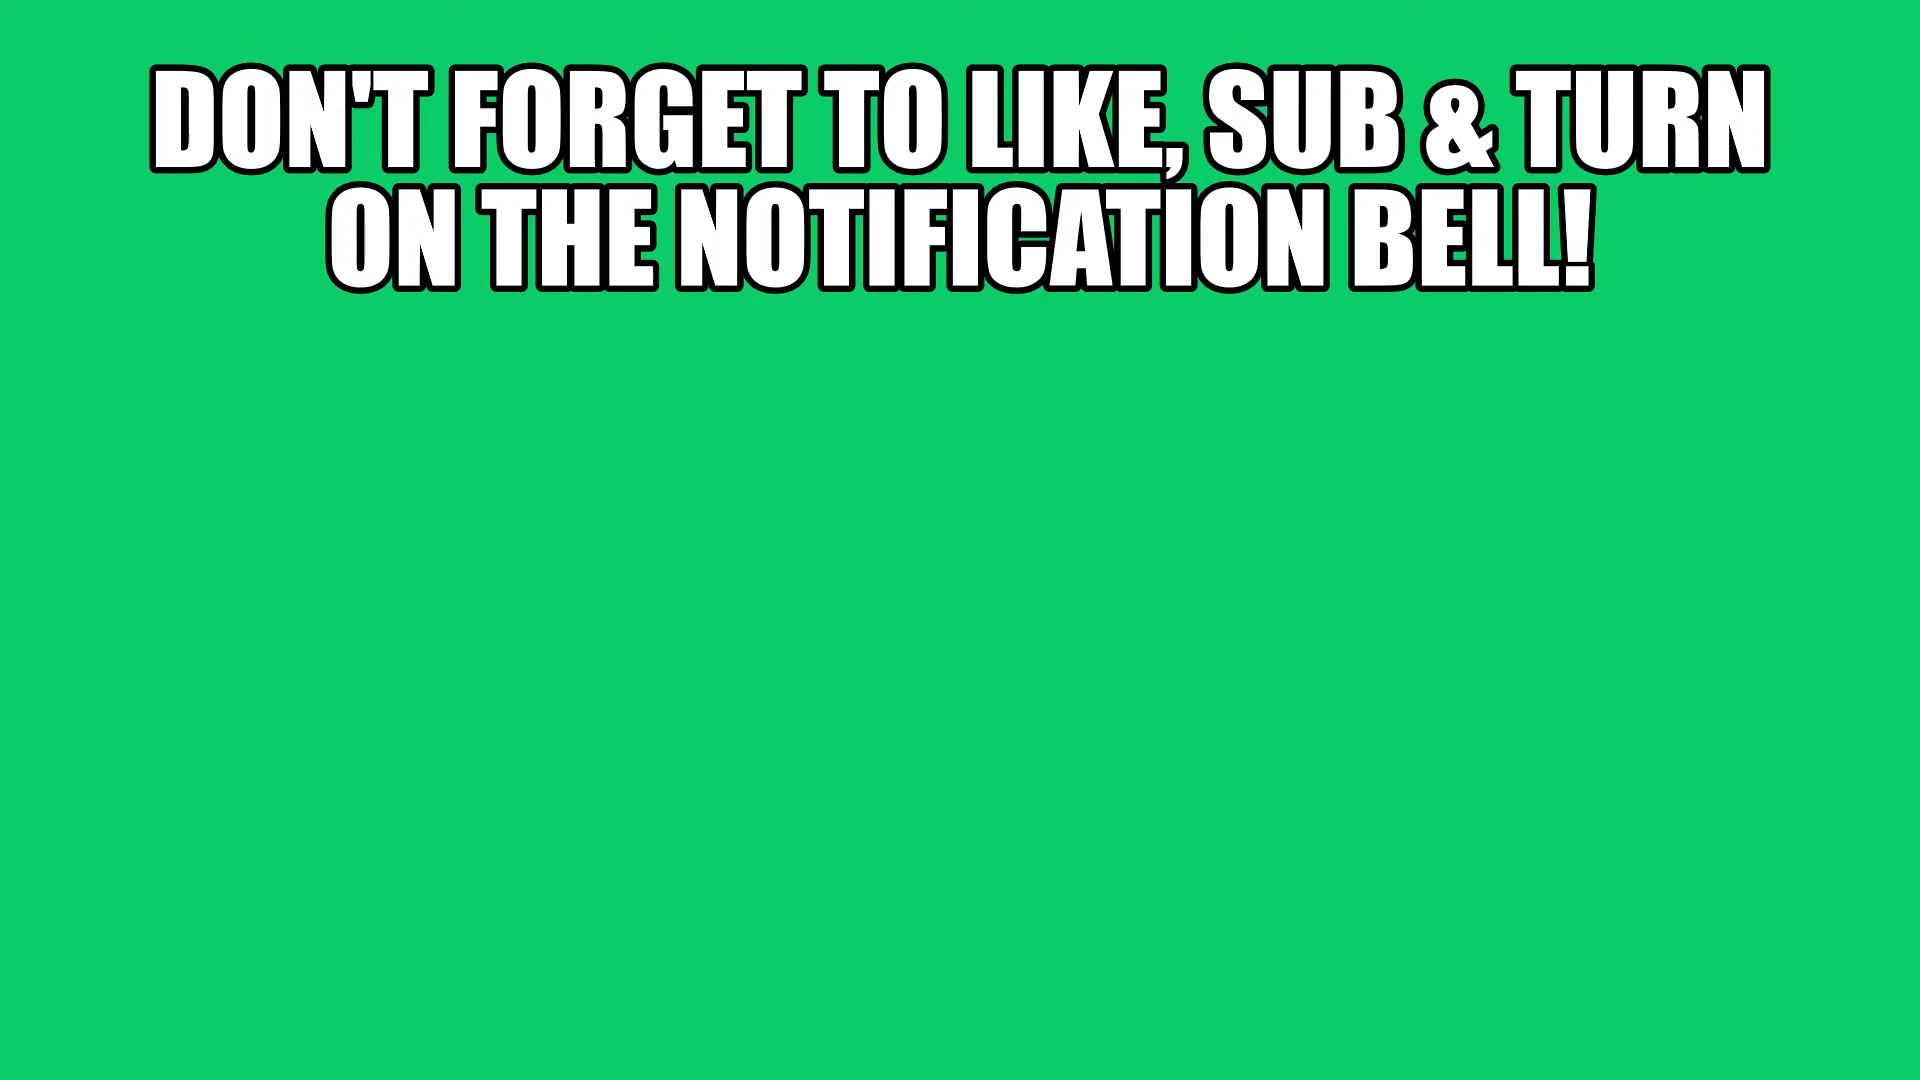 DON'T FORGET TO LIKE, SUB & TURN
ON THE NOTIFICATION BELL!